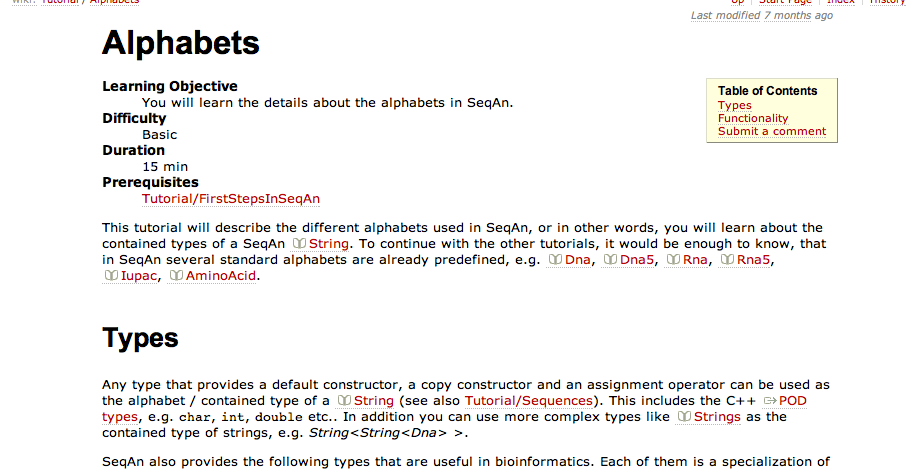 wiki: Tutorial / Alphabets
Up | Start Page | Index | History
Last modified 7 months ago
Alphabets
Learning Objective
You will learn the details about the alphabets in SeqAn.
Difficulty
Basic
Duration
15 min
Prerequisites
Tutorial/FirstStepsInSeqAn
Table of Contents
Types
Functionality
Submit a comment
This tutorial will describe the different alphabets used in SeqAn, or in other words, you will learn about the
contained types of a SeqAn String. To continue with the other tutorials, it would be enough to know, that
in SeqAn several standard alphabets are already predefined, e.g. Dna, Dna5, Rna, Rna5,
Iupac, AminoAcid.
Types
Any type that provides a default constructor, a copy constructor and an assignment operator can be used as
the alphabet / contained type of a String (see also Tutorial/Sequences). This includes the C++ POD
types, e.g. char, int, double etc.. In addition you can use more complex types like Strings as the
contained type of strings, e.g. String<String<Dna> >.
SeqAn also provides the following types that are useful in bioinformatics. Each of them is a specialization of